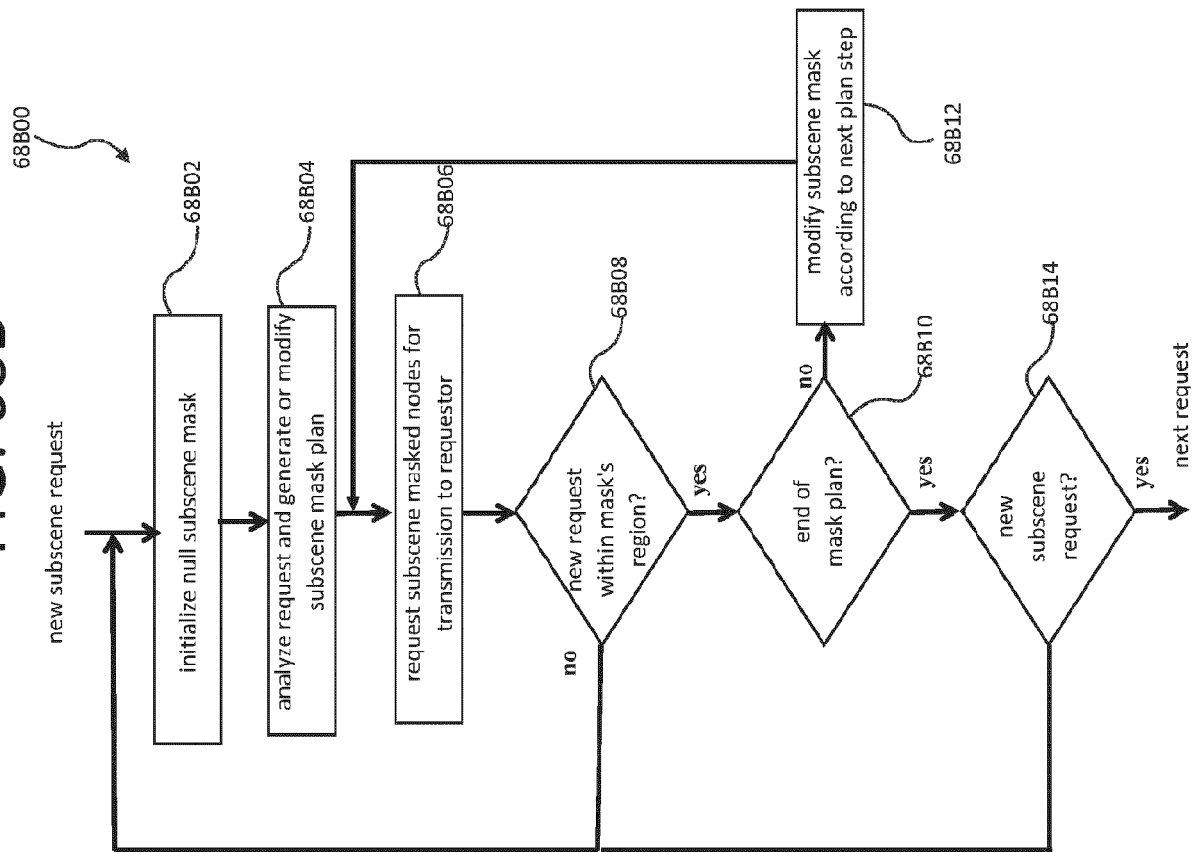 68B00
new subscene request
initialize null subscene mask
68B02
analyze request and generate or modify
subscene mask plan
68B04
request subscene masked nodes for
transmission to requestor
68B06
new request
within mask's
region?
68B08
no
yes
end of
mask plan?
68B10
no
modify subscene mask
according to next plan step
68B12
yes
new
subscene
request?
68B14
yes
next request